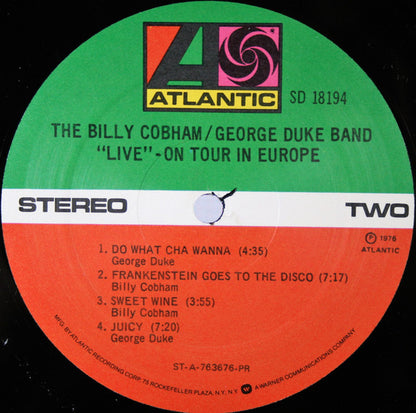 ATLANTIC SD 18194
THE BILLY COBHAM/GEORGE DUKE BAND
"LIVE"-ON TOUR IN EUROPE
STEREO TWO
℗ 1976
ATLANTIC
1. DO WHAT CHA WANNA (4:35)
George Duke
2. FRANKENSTEIN GOES TO THE DISCO (7:17)
Billy Cobham
3. SWEET WINE (3:55)
Billy Cobham
4. JUICY (7:20)
George Duke
ST-A-763676-PR
MFG. BY ATLANTIC RECORDING CORP. 75 ROCKEFELLER PLAZA, N.Y. N.Y. A WARNER COMMUNICATIONS COMPANY